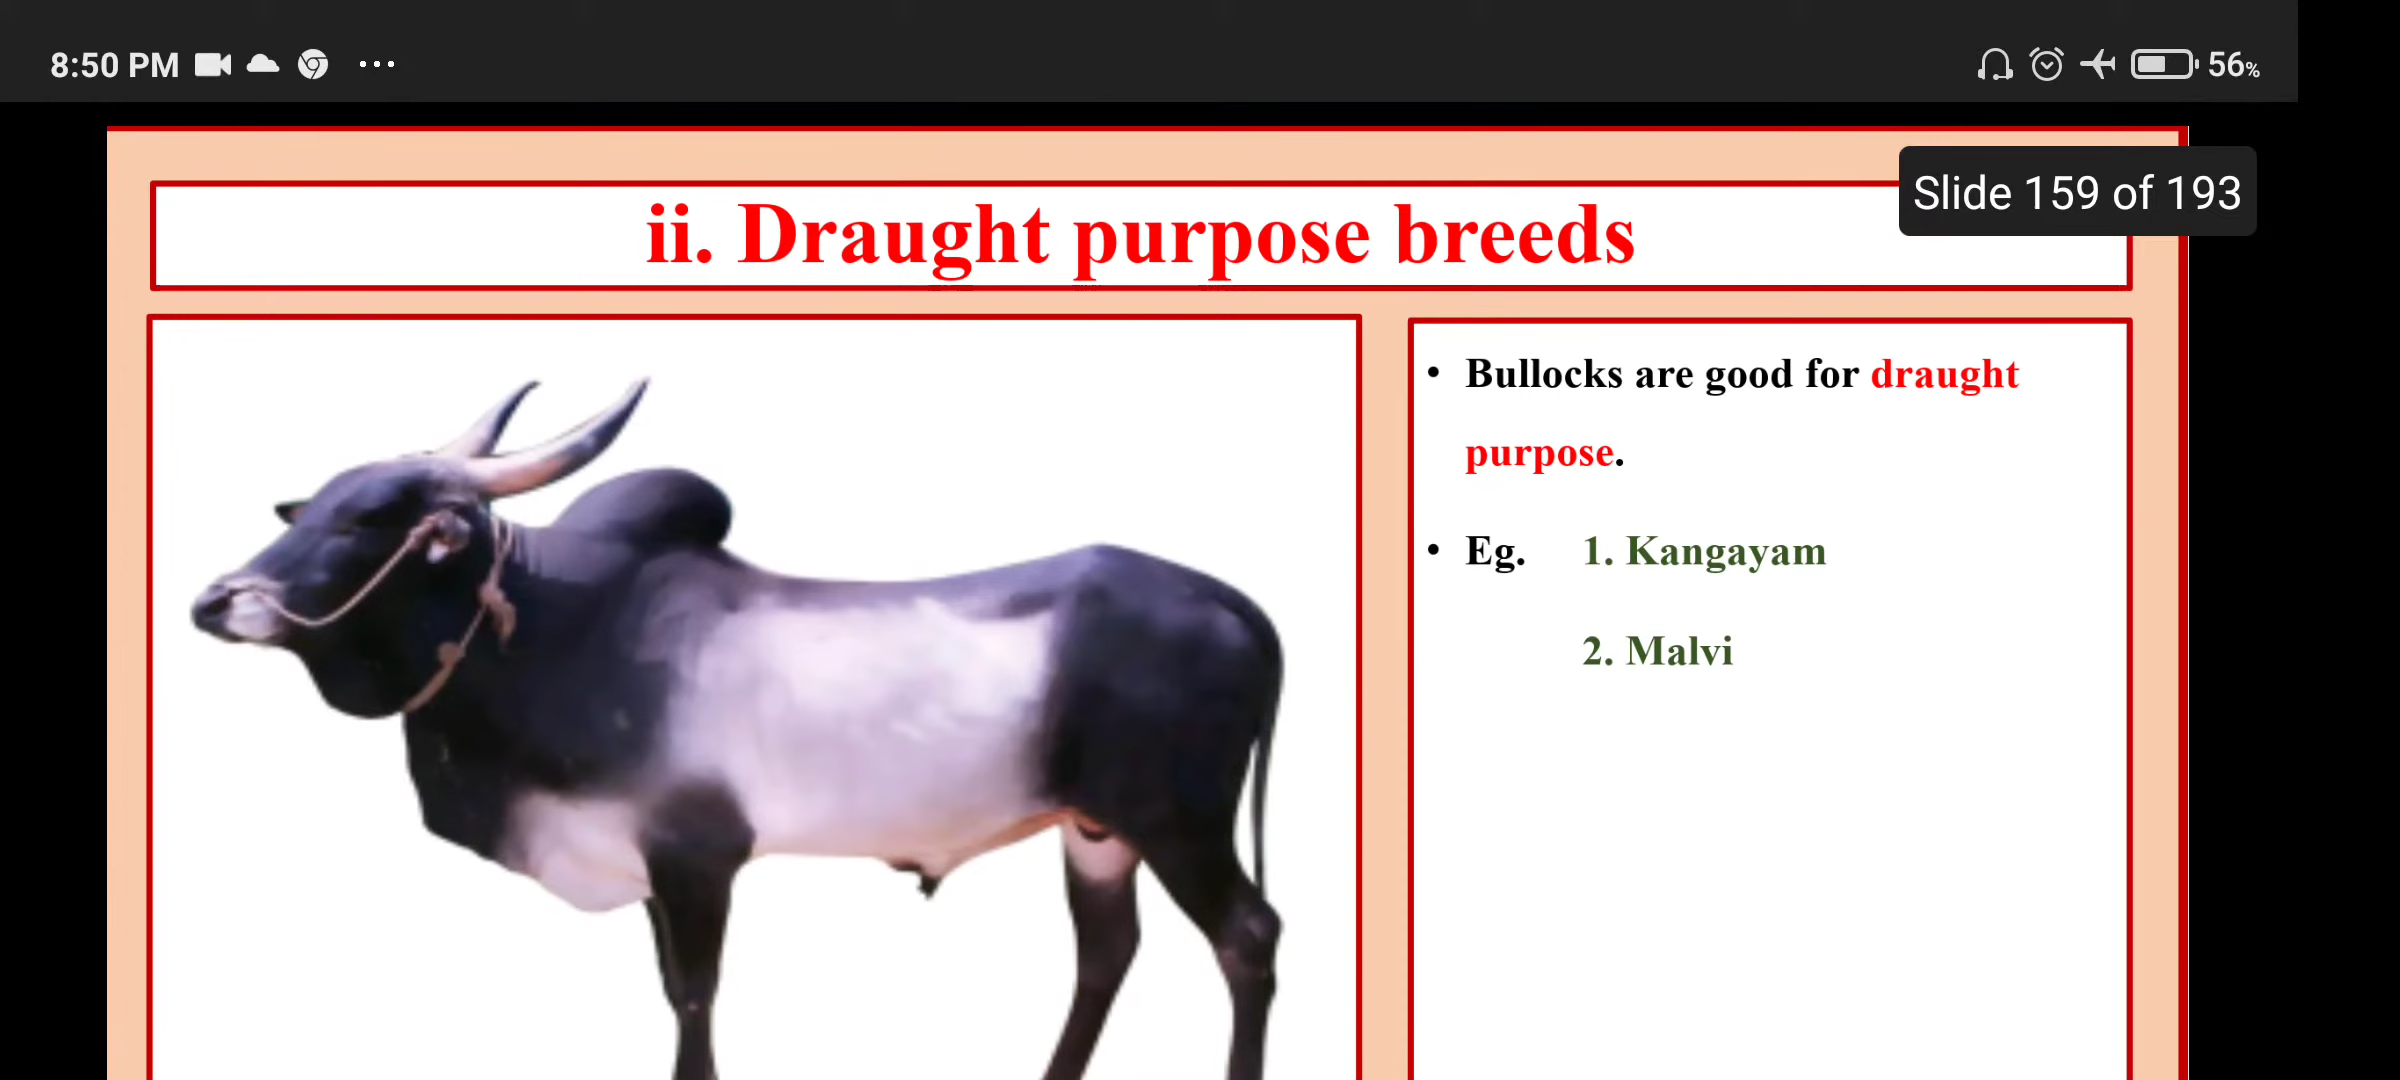 8:50 PM ... 56%
Slide 159 of 193
ii. Draught purpose breeds
• Bullocks are good for draught
purpose.
• Eg. 1. Kangayam
2. Malvi